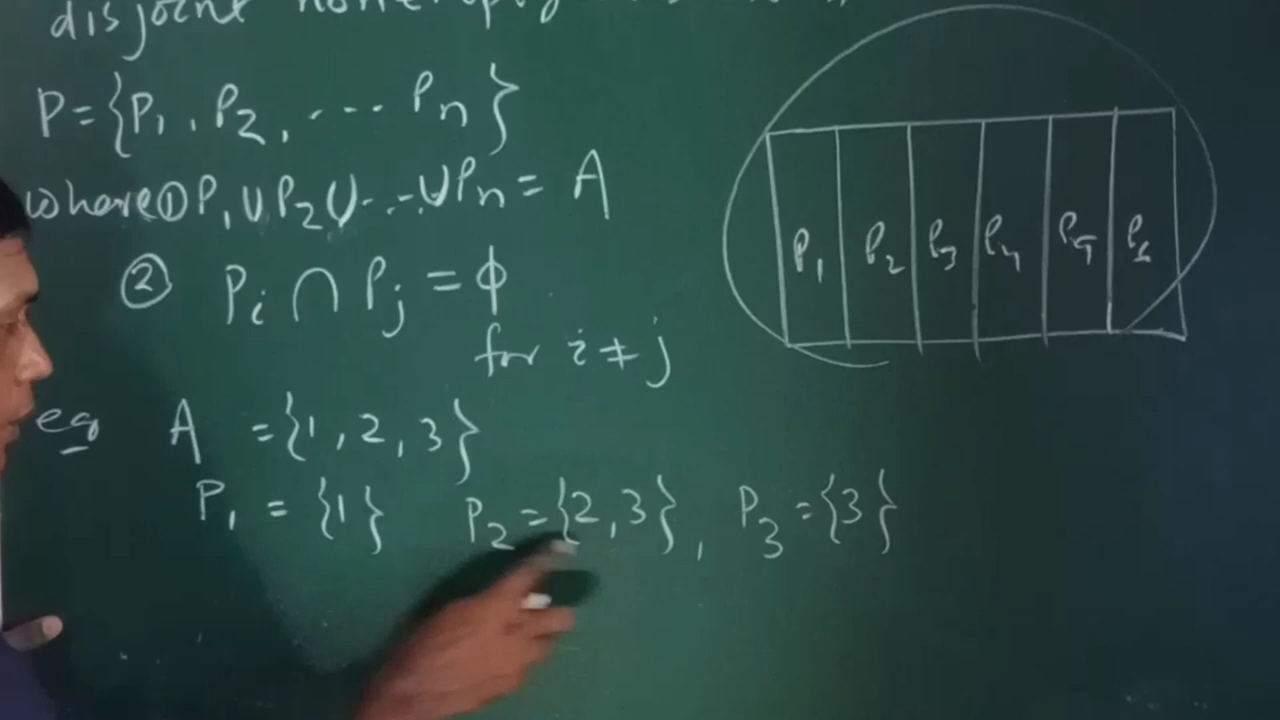 disjoint nonempty
P={P1, P2, ... Pn}
where ① P1 ∪ P2 ∪ ... ∪ Pn = A
② Pi ∩ Pj = ϕ
for i ≠ j
P1 P2 P3 P4 P5 P6
eg A = {1, 2, 3}
P1 = {1} P2 = {2, 3}, P3 = {3}